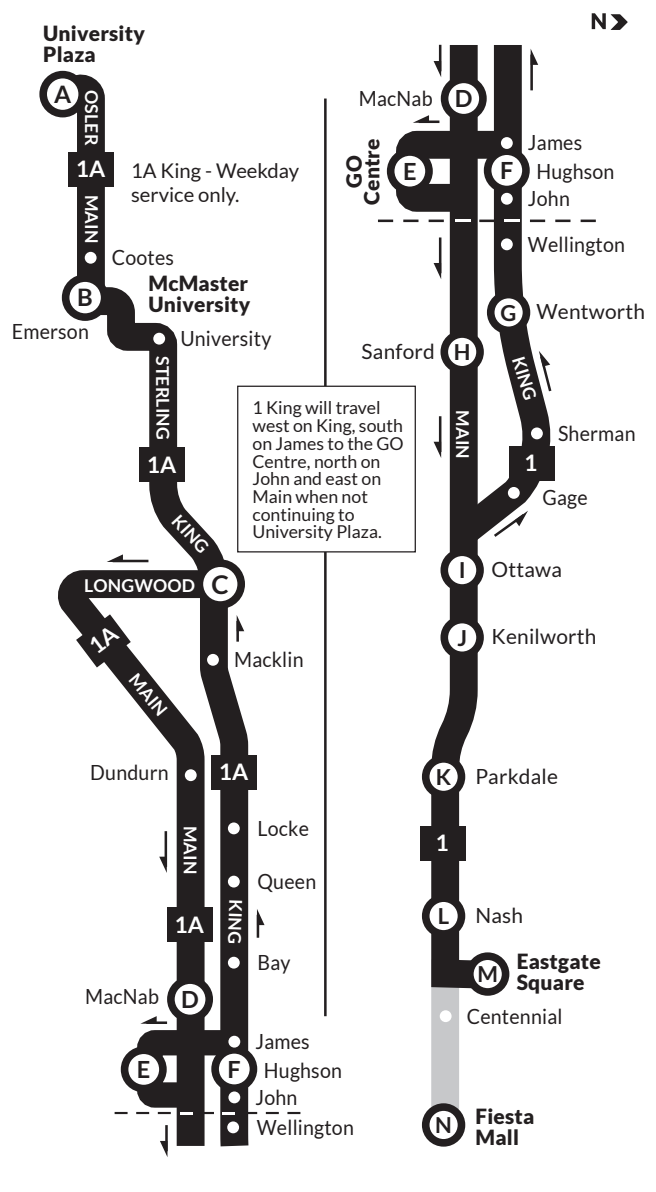 N
University
Plaza
A
OSLER
1A
1A King - Weekday
service only.
MAIN
Cootes
B
McMaster
University
Emerson
University
STERLING
1A
KING
LONGWOOD
C
1A
Macklin
MAIN
Dundurn
1A
MAIN
Locke
Queen
KING
1A
Bay
MacNab
D
James
E
F
Hughson
John
Wellington
1 King will travel
west on King, south
on James to the GO
Centre, north on
John and east on
Main when not
continuing to
University Plaza.
MacNab
D
James
GO
Centre
E
F
Hughson
John
Wellington
G
Wentworth
Sanford
H
KING
MAIN
Sherman
1
Gage
I
Ottawa
J
Kenilworth
K
Parkdale
1
L
Nash
M
Eastgate
Square
Centennial
N
Fiesta
Mall